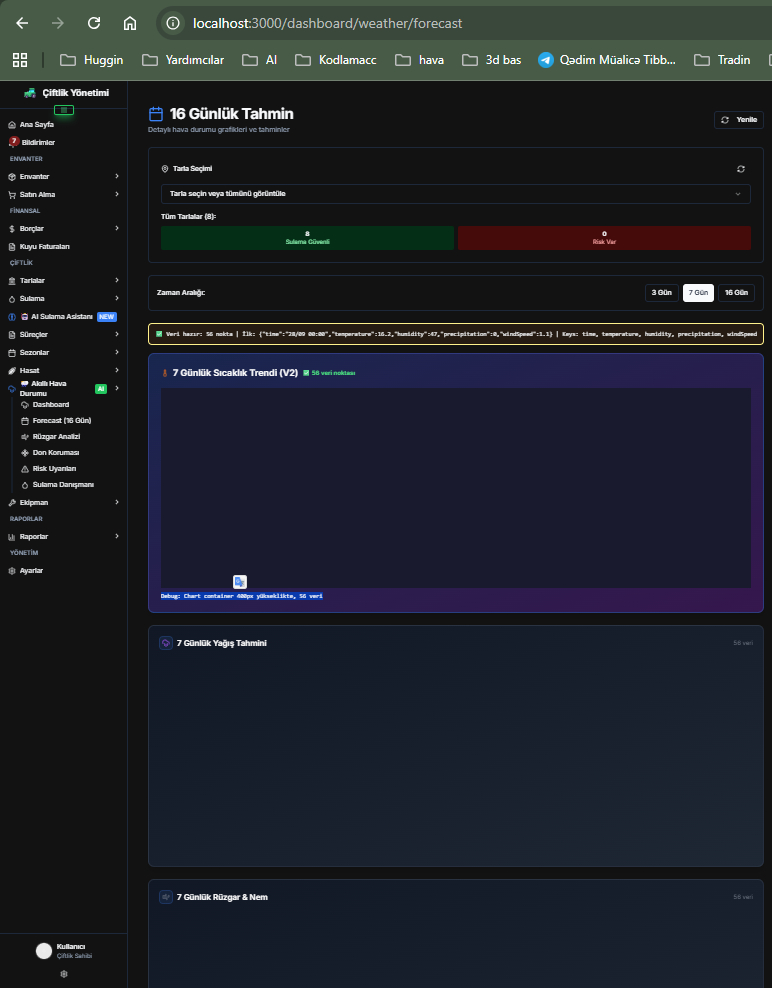 localhost:3000/dashboard/weather/forecast
Huggin
Yardımcılar
AI
Kodlamacc
hava
3d bas
Qədim Müalicə Tibb...
Tradin
Çiftlik Yönetimi
Ana Sayfa
7
Bildirimler
ENVANTER
Envanter
Satın Alma
FİNANSAL
Borçlar
Kuyu Faturaları
ÇİFTLİK
Tarlalar
Sulama
AI Sulama Asistanı NEW
Süreçler
Sezonlar
Hasat
Akıllı Hava
Durumu
AI
Dashboard
Forecast (16 Gün)
Rüzgar Analizi
Don Koruması
Risk Uyarıları
Sulama Danışmanı
Ekipman
RAPORLAR
Raporlar
YÖNETİM
Ayarlar
Kullanıcı
Çiftlik Sahibi
16 Günlük Tahmin
Detaylı hava durumu grafikleri ve tahminler
Yenile
Tarla Seçimi
Tarla seçin veya tümünü görüntüle
Tüm Tarlalar (8):
8
Sulama Güvenli
0
Risk Var
Zaman Aralığı:
3 Gün
7 Gün
16 Gün
Veri hazır: 56 nokta | İlk: {"time":"28/09 00:00","temperature":16.2,"humidity":47,"precipitation":0,"windSpeed":1.1} | Keys: time, temperature, humidity, precipitation, windSpeed
7 Günlük Sıcaklık Trendi (V2)
56 veri noktası
Debug: Chart container 400px yükseklikte, 56 veri
7 Günlük Yağış Tahmini
56 veri
7 Günlük Rüzgar & Nem
56 veri